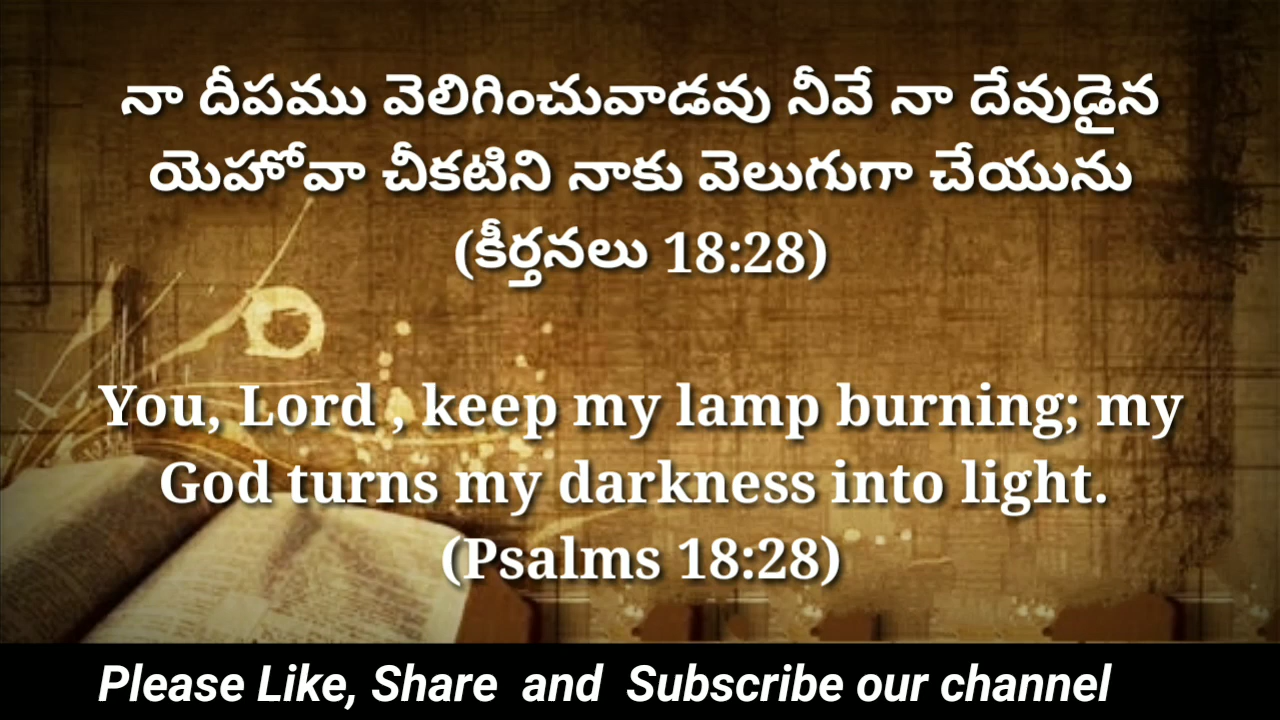 నా దీపము వెలిగించువాడవు నీవే నా దేవుడైన
యెహోవా చీకటిని నాకు వెలుగుగా చేయును
(కీర్తనలు 18:28)
You, Lord , keep my lamp burning; my
God turns my darkness into light.
(Psalms 18:28)
Please Like, Share and Subscribe our channel